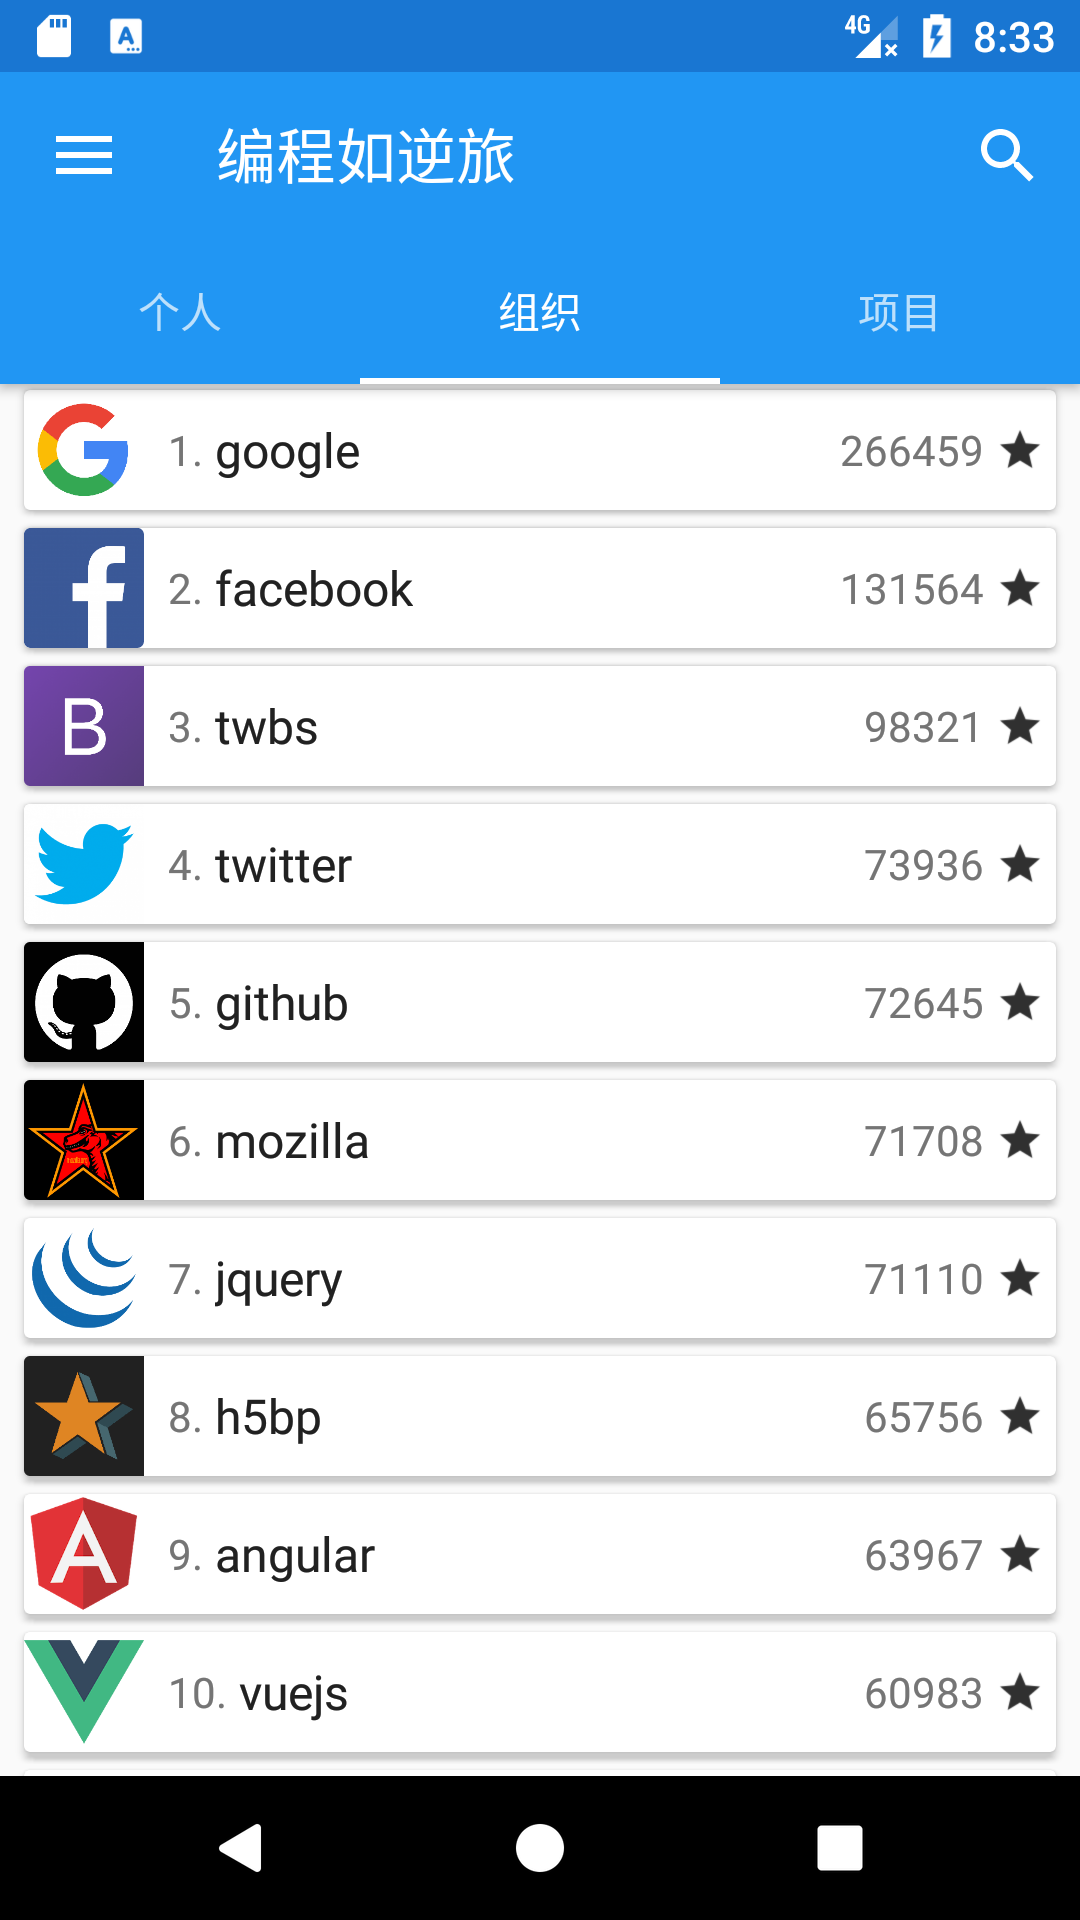 4G 8:33
编程如逆旅
个人 组织 项目
1. google 266459
2. facebook 131564
B 3. twbs 98321
4. twitter 73936
5. github 72645
6. mozilla 71708
7. jquery 71110
8. h5bp 65756
9. angular 63967
10. vuejs 60983